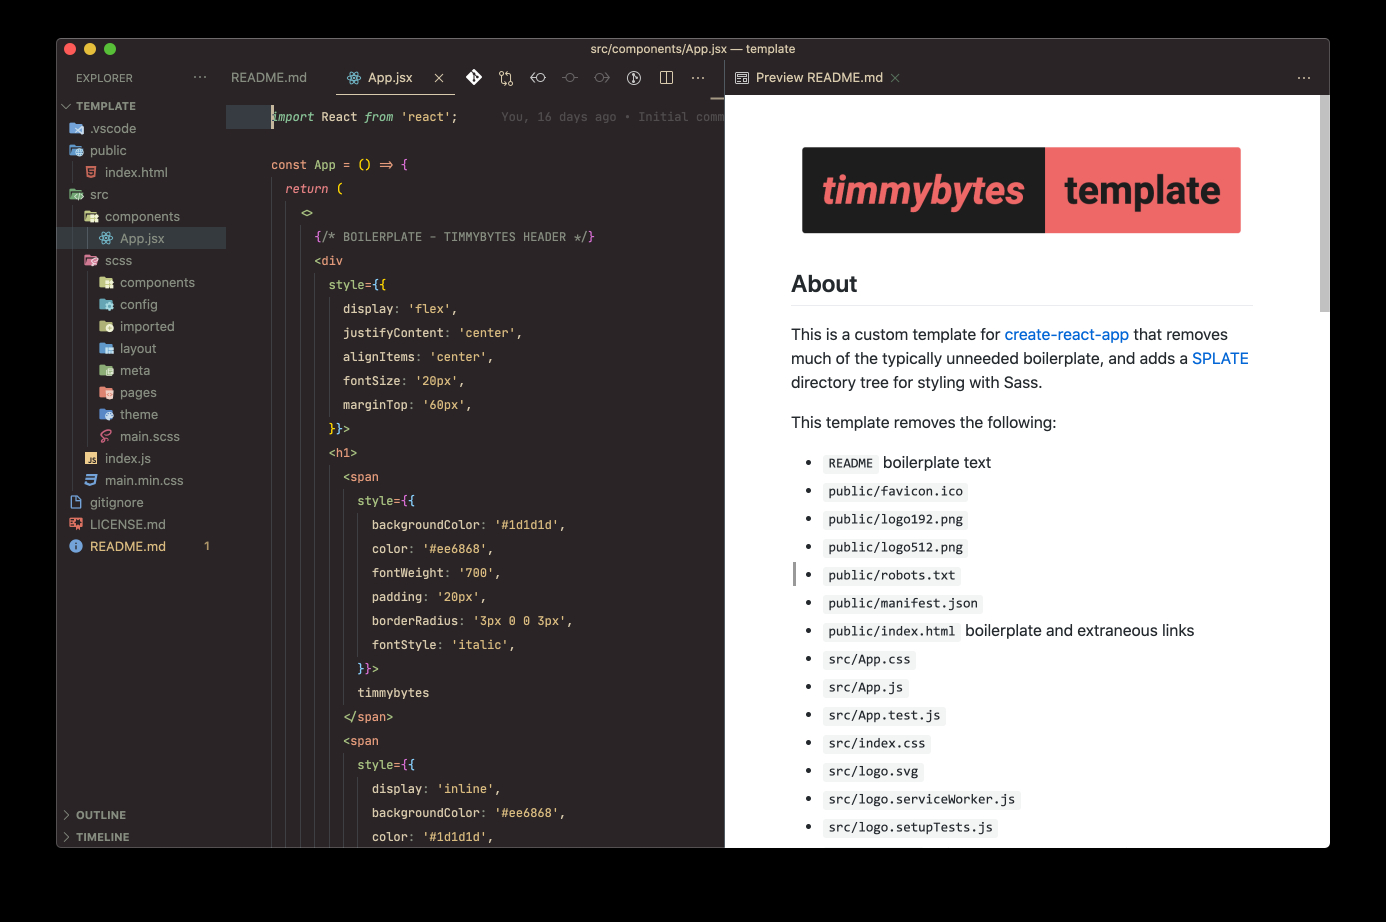 src/components/App.jsx — template
EXPLORER
TEMPLATE
.vscode
public
index.html
src
components
App.jsx
scss
components
config
imported
layout
meta
pages
theme
main.scss
JS index.js
main.min.css
gitignore
LICENSE.md
README.md 1
OUTLINE
TIMELINE
README.md App.jsx
import React from 'react'; You, 16 days ago • Initial comm
const App = () => {
return (
<>
{/* BOILERPLATE - TIMMYBYTES HEADER */}
<div
style={{
display: 'flex',
justifyContent: 'center',
alignItems: 'center',
fontSize: '20px',
marginTop: '60px',
}}>
<h1>
<span
style={{
backgroundColor: '#1d1d1d',
color: '#ee6868',
fontWeight: '700',
padding: '20px',
borderRadius: '3px 0 0 3px',
fontStyle: 'italic',
}}>
timmybytes
</span>
<span
style={{
display: 'inline',
backgroundColor: '#ee6868',
color: '#1d1d1d',
Preview README.md
timmybytes template
About
This is a custom template for create-react-app that removes
much of the typically unneeded boilerplate, and adds a SPLATE
directory tree for styling with Sass.
This template removes the following:
• README boilerplate text
• public/favicon.ico
• public/logo192.png
• public/logo512.png
• public/robots.txt
• public/manifest.json
• public/index.html boilerplate and extraneous links
• src/App.css
• src/App.js
• src/App.test.js
• src/index.css
• src/logo.svg
• src/logo.serviceWorker.js
• src/logo.setupTests.js